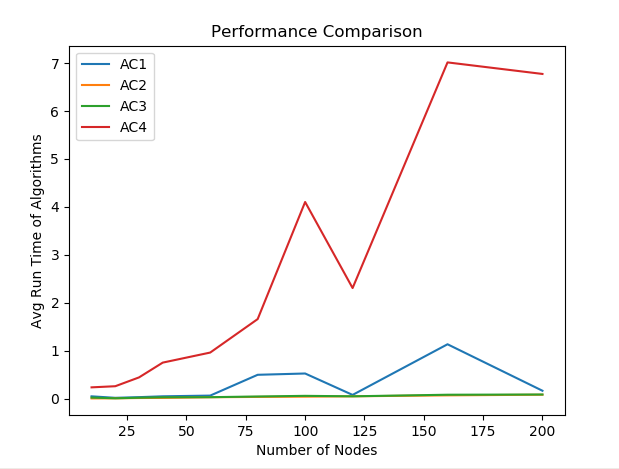 Performance Comparison
AC1
AC2
AC3
AC4
Avg Run Time of Algorithms
7
6
5
4
3
2
1
0
25 50 75 100 125 150 175 200
Number of Nodes